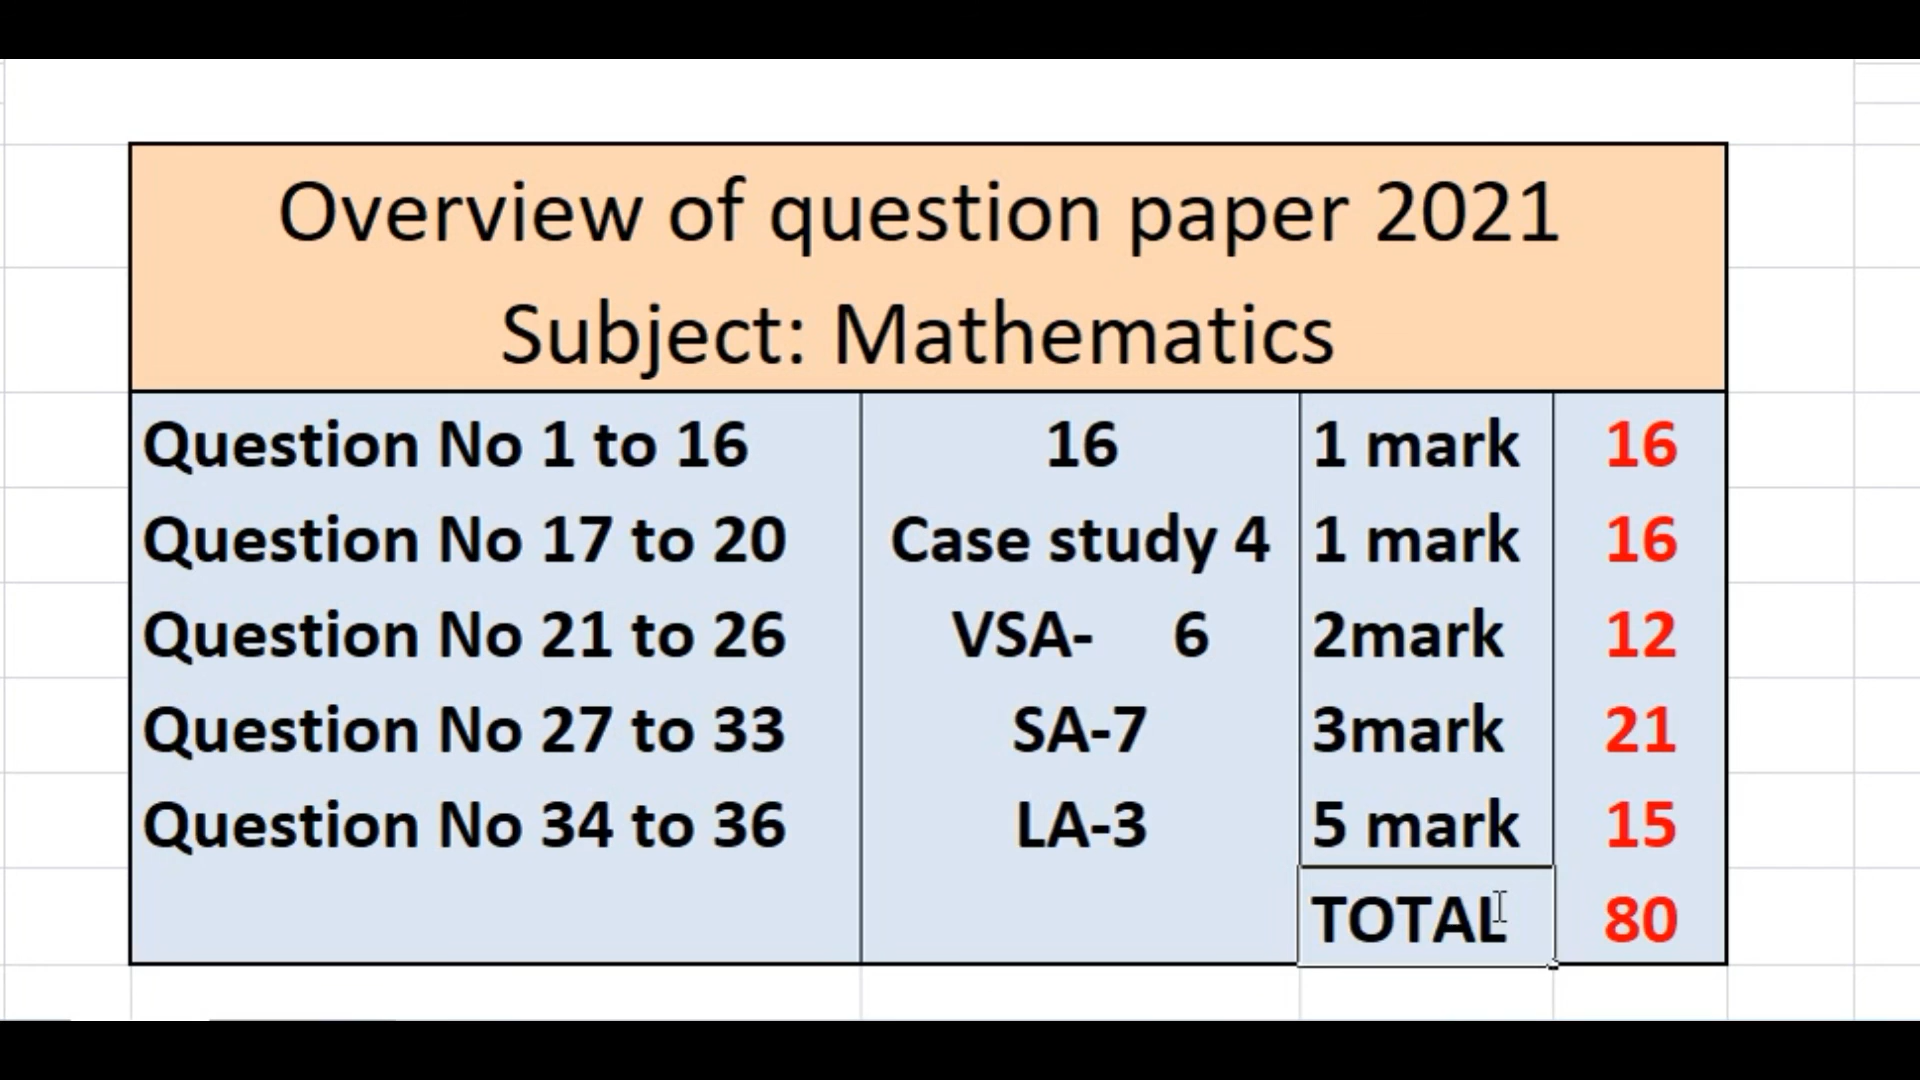 Overview of question paper 2021
Subject: Mathematics
Question No 1 to 16 16 1 mark 16
Question No 17 to 20 Case study 4 1 mark 16
Question No 21 to 26 VSA- 6 2mark 12
Question No 27 to 33 SA-7 3mark 21
Question No 34 to 36 LA-3 5 mark 15
TOTAL 80